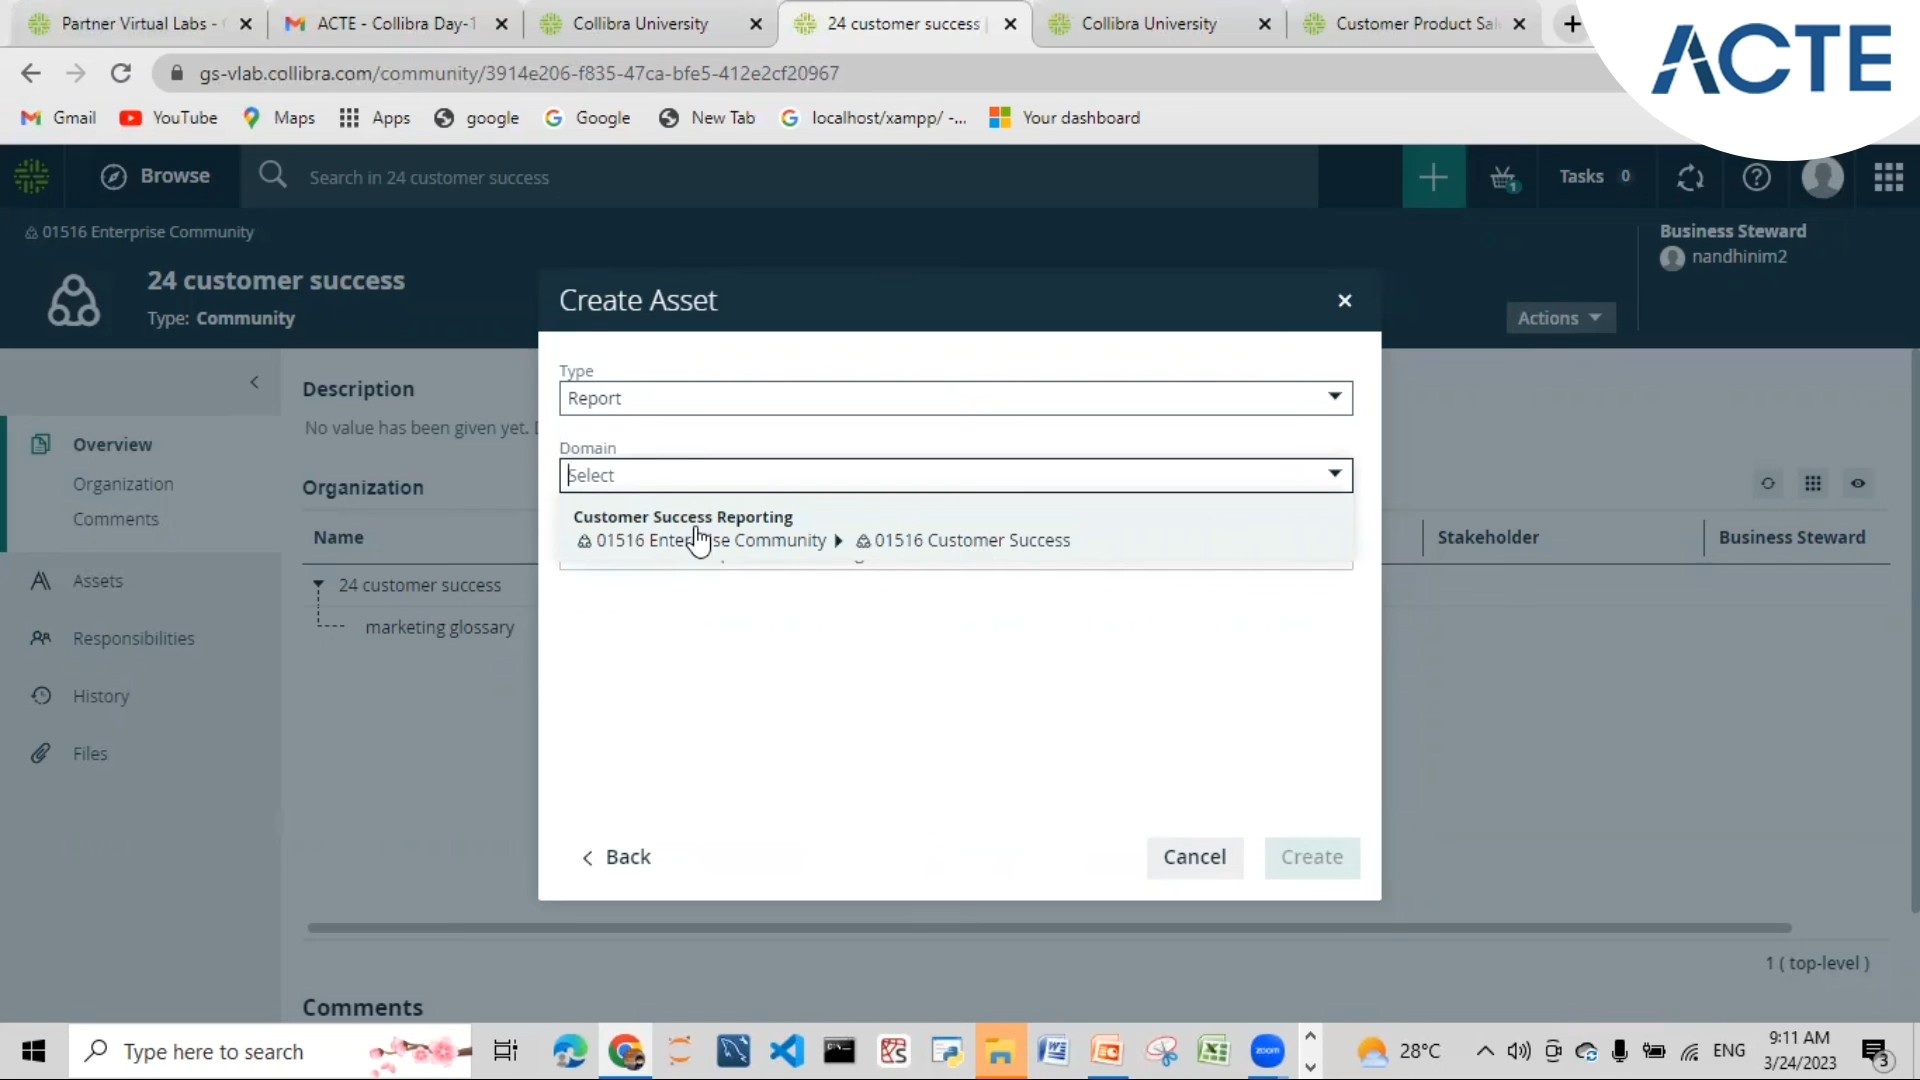 Partner Virtual Labs -
ACTE - Collibra Day-1
Collibra University
24 customer success
Collibra University
Customer Product Sal
ACTE
gs-vlab.collibra.com/community/3914e206-f835-47ca-bfe5-412e2cf20967
Gmail YouTube Maps Apps google Google New Tab localhost/xampp/ -... Your dashboard
Browse
Search in 24 customer success
1
Tasks 0
01516 Enterprise Community
24 customer success
Type: Community
Business Steward
nandhinim2
Actions
Create Asset
Type
Report
Domain
Select
Customer Success Reporting
01516 Enterprise Community 01516 Customer Success
Back
Cancel
Create
Overview
Organization
Comments
Assets
Responsibilities
History
Files
Description
No value has been given yet.
Organization
Name
Stakeholder
Business Steward
24 customer success
marketing glossary
1 ( top-level )
Comments
Type here to search
zoom
28°C
ENG
9:11 AM
3/24/2023
3